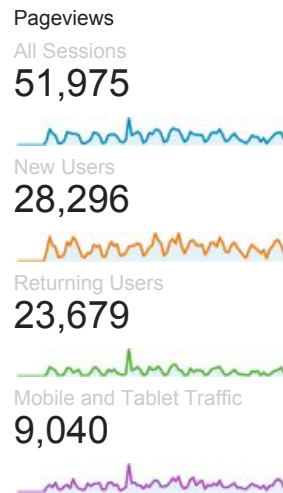 Pageviews
All Sessions
51,975
New Users
28,296
Returning Users
23,679
Mobile and Tablet Traffic
9,040